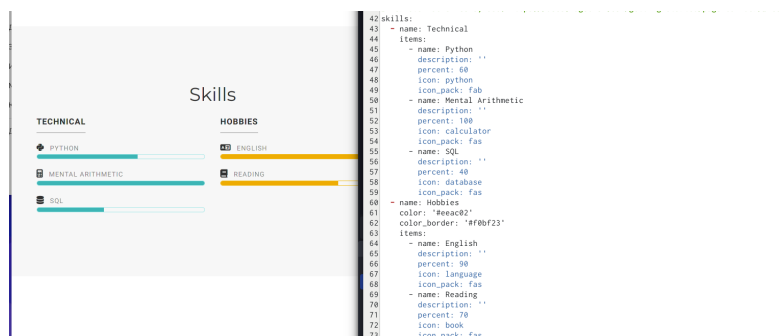 Skills
TECHNICAL
PYTHON
MENTAL ARITHMETIC
SQL
HOBBIES
ENGLISH
READING
42 skills:
43 - name: Technical
44 items:
45 - name: Python
46 description: ''
47 percent: 60
48 icon: python
49 icon_pack: fab
50 - name: Mental Arithmetic
51 description: ''
52 percent: 100
53 icon: calculator
54 icon_pack: fas
55 - name: SQL
56 description: ''
57 percent: 40
58 icon: database
59 icon_pack: fas
60 - name: Hobbies
61 color: '#eeac02'
62 color_border: '#f0bf23'
63 items:
64 - name: English
65 description: ''
66 percent: 90
67 icon: language
68 icon_pack: fas
69 - name: Reading
70 description: ''
71 percent: 70
72 icon: book
73 icon_pack: fas